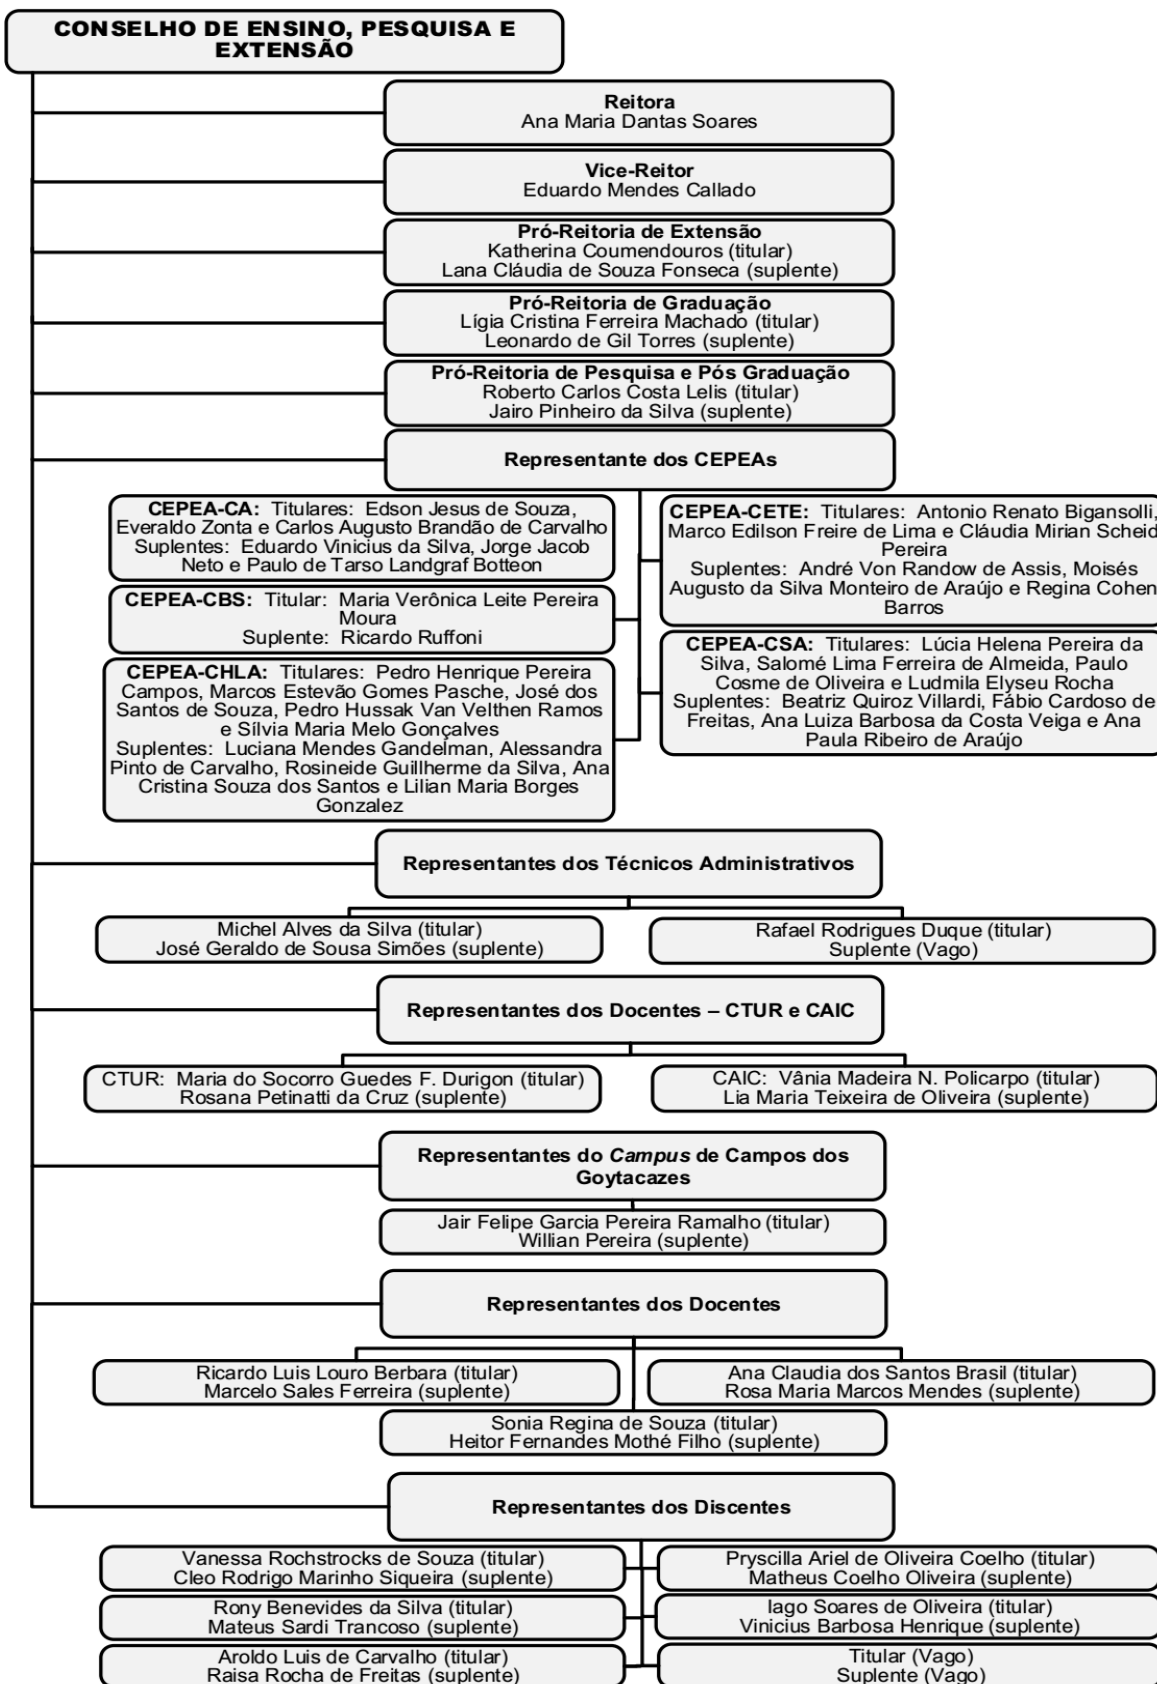 CONSELHO DE ENSINO, PESQUISA E
EXTENSÃO
Reitora
Ana Maria Dantas Soares
Vice-Reitor
Eduardo Mendes Callado
Pró-Reitoria de Extensão
Katherina Coumendouros (titular)
Lana Cláudia de Souza Fonseca (suplente)
Pró-Reitoria de Graduação
Lígia Cristina Ferreira Machado (titular)
Leonardo de Gil Torres (suplente)
Pró-Reitoria de Pesquisa e Pós Graduação
Roberto Carlos Costa Lelis (titular)
Jairo Pinheiro da Silva (suplente)
Representante dos CEPEAs
CEPEA-CA: Titulares: Edson Jesus de Souza,
Everaldo Zonta e Carlos Augusto Brandão de Carvalho
Suplentes: Eduardo Vinicius da Silva, Jorge Jacob
Neto e Paulo de Tarso Landgraf Botteon
CEPEA-CETE: Titulares: Antonio Renato Bigansolli,
Marco Edilson Freire de Lima e Cláudia Mirian Scheid
Pereira
Suplentes: André Von Randow de Assis, Moisés
Augusto da Silva Monteiro de Araújo e Regina Cohen
Barros
CEPEA-CBS: Titular: Maria Verônica Leite Pereira
Moura
Suplente: Ricardo Ruffoni
CEPEA-CSA: Titulares: Lúcia Helena Pereira da
Silva, Salomé Lima Ferreira de Almeida, Paulo
Cosme de Oliveira e Ludmila Elyseu Rocha
Suplentes: Beatriz Quiroz Villardi, Fábio Cardoso de
Freitas, Ana Luiza Barbosa da Costa Veiga e Ana
Paula Ribeiro de Araújo
CEPEA-CHLA: Titulares: Pedro Henrique Pereira
Campos, Marcos Estevão Gomes Pasche, José dos
Santos de Souza, Pedro Hussak Van Velthen Ramos
e Sílvia Maria Melo Gonçalves
Suplentes: Luciana Mendes Gandelman, Alessandra
Pinto de Carvalho, Rosineide Guillherme da Silva, Ana
Cristina Souza dos Santos e Lilian Maria Borges
Gonzalez
Representantes dos Técnicos Administrativos
Michel Alves da Silva (titular)
José Geraldo de Sousa Simões (suplente)
Rafael Rodrigues Duque (titular)
Suplente (Vago)
Representantes dos Docentes – CTUR e CAIC
CTUR: Maria do Socorro Guedes F. Durigon (titular)
Rosana Petinatti da Cruz (suplente)
CAIC: Vânia Madeira N. Policarpo (titular)
Lia Maria Teixeira de Oliveira (suplente)
Representantes do Campus de Campos dos
Goytacazes
Jair Felipe Garcia Pereira Ramalho (titular)
Willian Pereira (suplente)
Representantes dos Docentes
Ricardo Luis Louro Berbara (titular)
Marcelo Sales Ferreira (suplente)
Ana Claudia dos Santos Brasil (titular)
Rosa Maria Marcos Mendes (suplente)
Sonia Regina de Souza (titular)
Heitor Fernandes Mothé Filho (suplente)
Representantes dos Discentes
Vanessa Rochstrocks de Souza (titular)
Cleo Rodrigo Marinho Siqueira (suplente)
Pryscilla Ariel de Oliveira Coelho (titular)
Matheus Coelho Oliveira (suplente)
Rony Benevides da Silva (titular)
Mateus Sardi Trancoso (suplente)
Iago Soares de Oliveira (titular)
Vinicius Barbosa Henrique (suplente)
Aroldo Luis de Carvalho (titular)
Raisa Rocha de Freitas (suplente)
Titular (Vago)
Suplente (Vago)